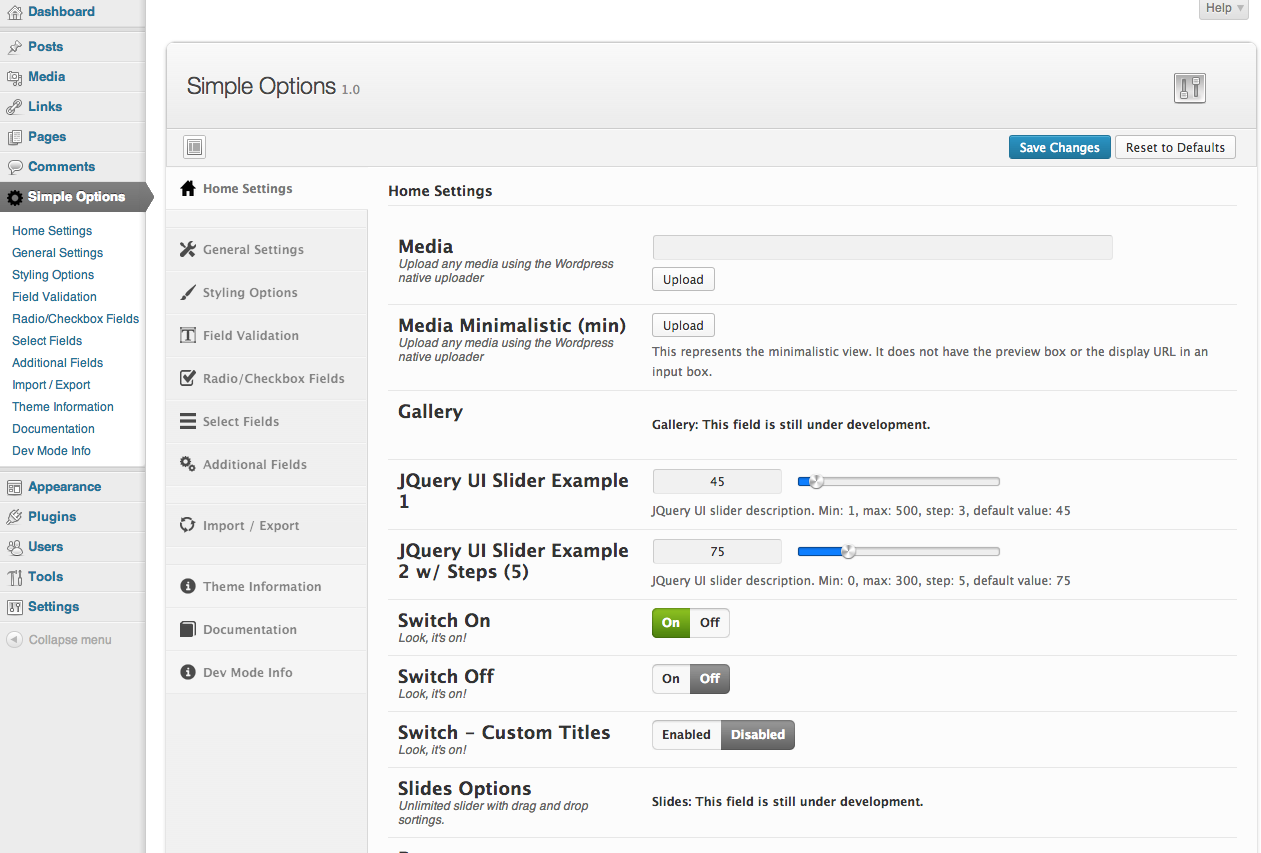 Dashboard
Posts
Media
Links
Pages
Comments
Simple Options
Home Settings
General Settings
Styling Options
Field Validation
Radio/Checkbox Fields
Select Fields
Additional Fields
Import / Export
Theme Information
Documentation
Dev Mode Info
Appearance
Plugins
Users
Tools
Settings
Collapse menu
Help
Simple Options 1.0
Save Changes
Reset to Defaults
Home Settings
General Settings
Styling Options
Field Validation
Radio/Checkbox Fields
Select Fields
Additional Fields
Import / Export
Theme Information
Documentation
Dev Mode Info
Home Settings
Media
Upload any media using the Wordpress
native uploader
Upload
Media Minimalistic (min)
Upload any media using the Wordpress
native uploader
Upload
This represents the minimalistic view. It does not have the preview box or the display URL in an
input box.
Gallery
Gallery: This field is still under development.
JQuery UI Slider Example
1
45
JQuery UI slider description. Min: 1, max: 500, step: 3, default value: 45
JQuery UI Slider Example
2 w/ Steps (5)
75
JQuery UI slider description. Min: 0, max: 300, step: 5, default value: 75
Switch On
Look, it's on!
On Off
Switch Off
Look, it's on!
On Off
Switch – Custom Titles
Look, it's on!
Enabled Disabled
Slides Options
Unlimited slider with drag and drop
sortings.
Slides: This field is still under development.